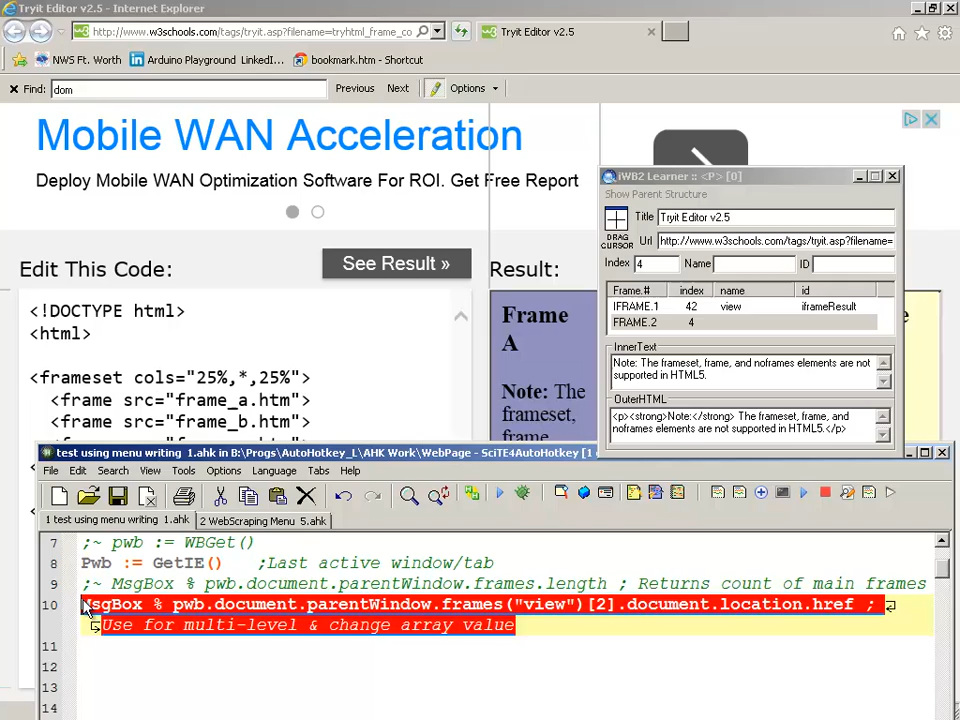 Tryit Editor v2.5 - Internet Explorer
http://www.w3schools.com/tags/tryit.asp?filename=tryhtml_frame_co
Tryit Editor v2.5
NWS Ft. Worth
Arduino Playground
LinkedI...
bookmark.htm - Shortcut
Find: dom
Previous
Next
Options
Mobile WAN Acceleration
Deploy Mobile WAN Optimization Software For ROI. Get Free Report
Edit This Code:
See Result »
Result:
<!DOCTYPE html>
<html>
<frameset cols="25%,*,25%">
<frame src="frame_a.htm">
<frame src="frame_b.htm">
Frame
A
Note: The
frameset,
frame, and
iWB2 Learner :: <P> [0]
Show Parent Structure
DRAG
CURSOR
Title Tryit Editor v2.5
Url http://www.w3schools.com/tags/tryit.asp?filename=
Index 4 Name ID
Frame.# index name id
IFRAME.1 42 view iframeResult
FRAME.2 4
InnerText
Note: The frameset, frame, and noframes elements are not
supported in HTML5.
OuterHTML
<p><strong>Note:</strong> The frameset, frame, and
noframes elements are not supported in HTML5.</p>
test using menu writing 1.ahk in B:\Progs\AutoHotkey_L\AHK Work\WebPage - SciTE4AutoHotkey [1
File Edit Search View Tools Options Language Tabs Help
1 test using menu writing 1.ahk
2 WebScraping Menu 5.ahk
7 ;~ pwb := WBGet()
8 Pwb := GetIE() ;Last active window/tab
9 ;~ MsgBox % pwb.document.parentWindow.frames.length ; Returns count of main frames
10 MsgBox % pwb.document.parentWindow.frames("view")[2].document.location.href ;
Use for multi-level & change array value
11
12
13
14